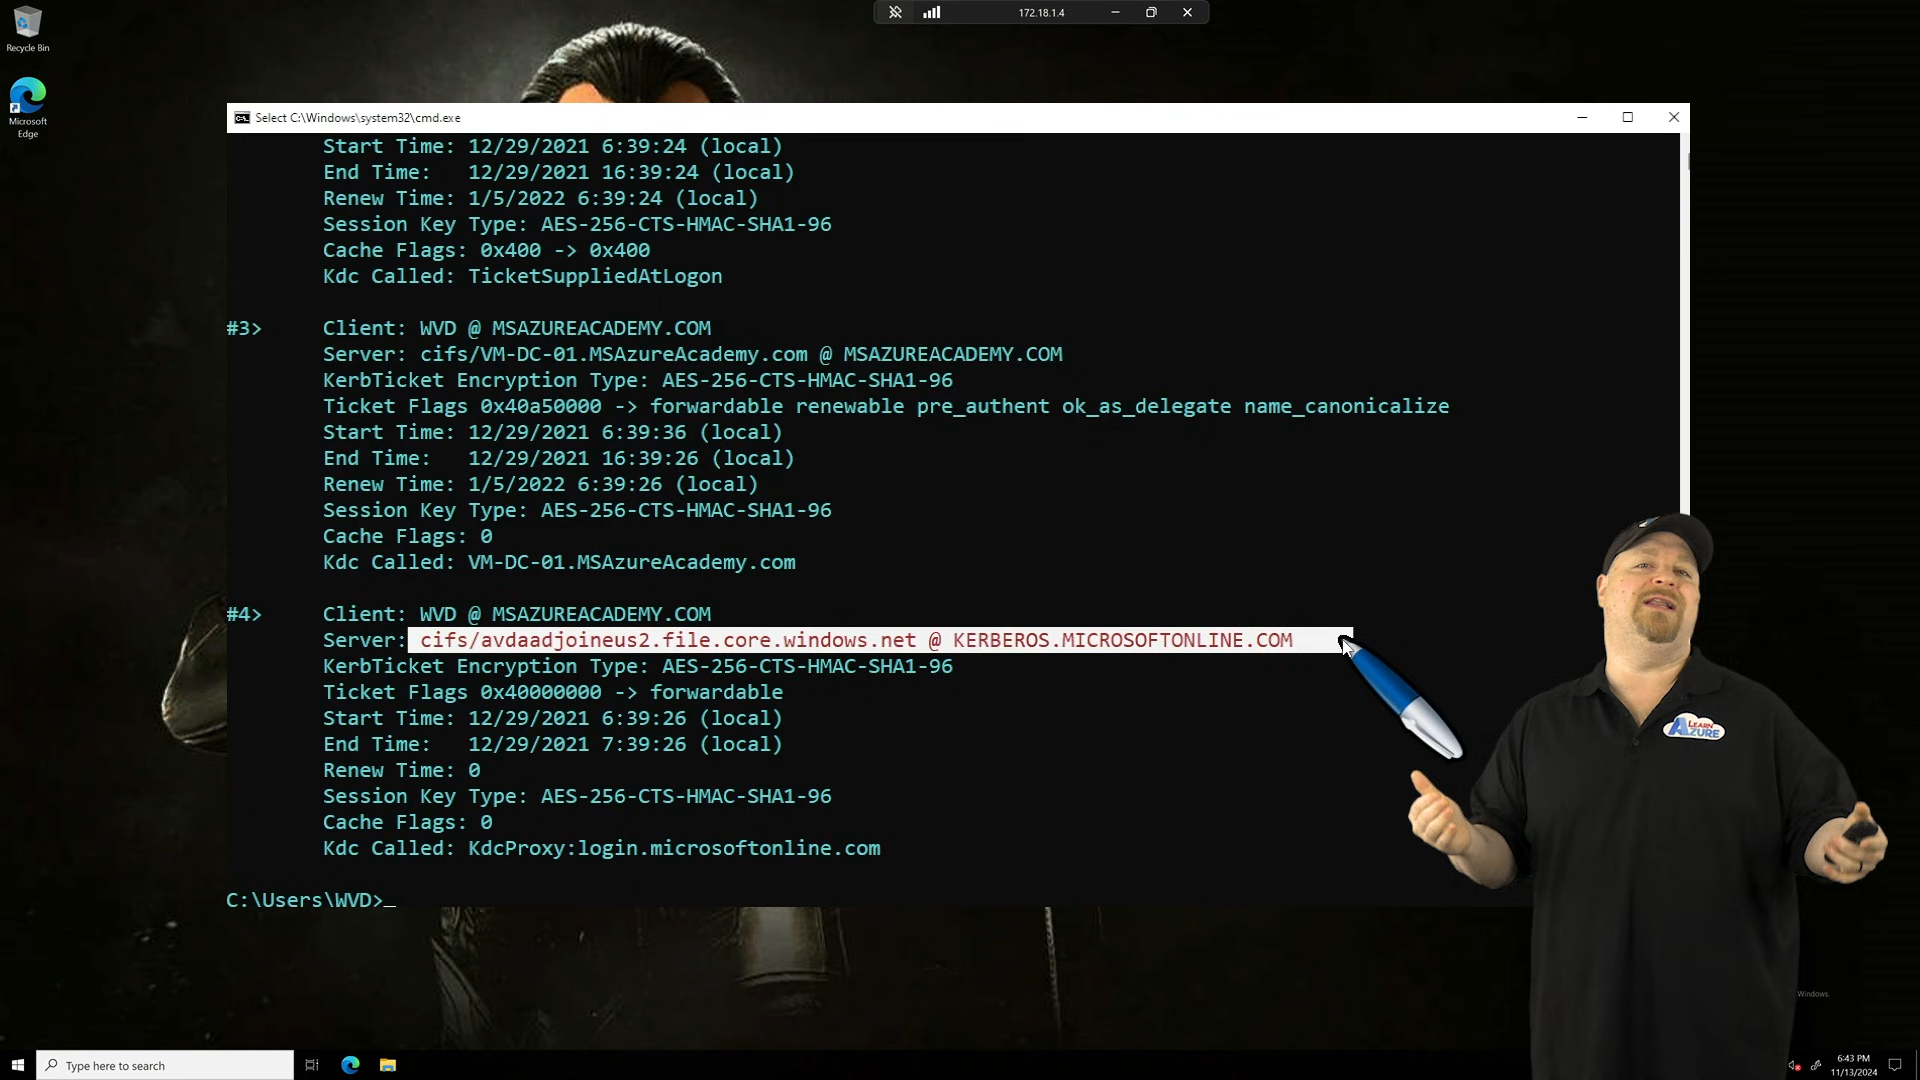 172.18.1.4
Recycle Bin
Microsoft
Edge
Select C:\Windows\system32\cmd.exe
Start Time: 12/29/2021 6:39:24 (local)
End Time:   12/29/2021 16:39:24 (local)
Renew Time: 1/5/2022 6:39:24 (local)
Session Key Type: AES-256-CTS-HMAC-SHA1-96
Cache Flags: 0x400 -> 0x400
Kdc Called: TicketSuppliedAtLogon
#3>     Client: WVD @ MSAZUREACADEMY.COM
Server: cifs/VM-DC-01.MSAzureAcademy.com @ MSAZUREACADEMY.COM
KerbTicket Encryption Type: AES-256-CTS-HMAC-SHA1-96
Ticket Flags 0x40a50000 -> forwardable renewable pre_authent ok_as_delegate name_canonicalize
Start Time: 12/29/2021 6:39:36 (local)
End Time:   12/29/2021 16:39:26 (local)
Renew Time: 1/5/2022 6:39:26 (local)
Session Key Type: AES-256-CTS-HMAC-SHA1-96
Cache Flags: 0
Kdc Called: VM-DC-01.MSAzureAcademy.com
#4>     Client: WVD @ MSAZUREACADEMY.COM
Server: cifs/avdaadjoineus2.file.core.windows.net @ KERBEROS.MICROSOFTONLINE.COM
KerbTicket Encryption Type: AES-256-CTS-HMAC-SHA1-96
Ticket Flags 0x40000000 -> forwardable
Start Time: 12/29/2021 6:39:26 (local)
End Time:   12/29/2021 7:39:26 (local)
Renew Time: 0
Session Key Type: AES-256-CTS-HMAC-SHA1-96
Cache Flags: 0
Kdc Called: KdcProxy:login.microsoftonline.com
C:\Users\WVD>_
LEARN
AZURE
Windows.
Type here to search
6:43 PM
11/13/2024